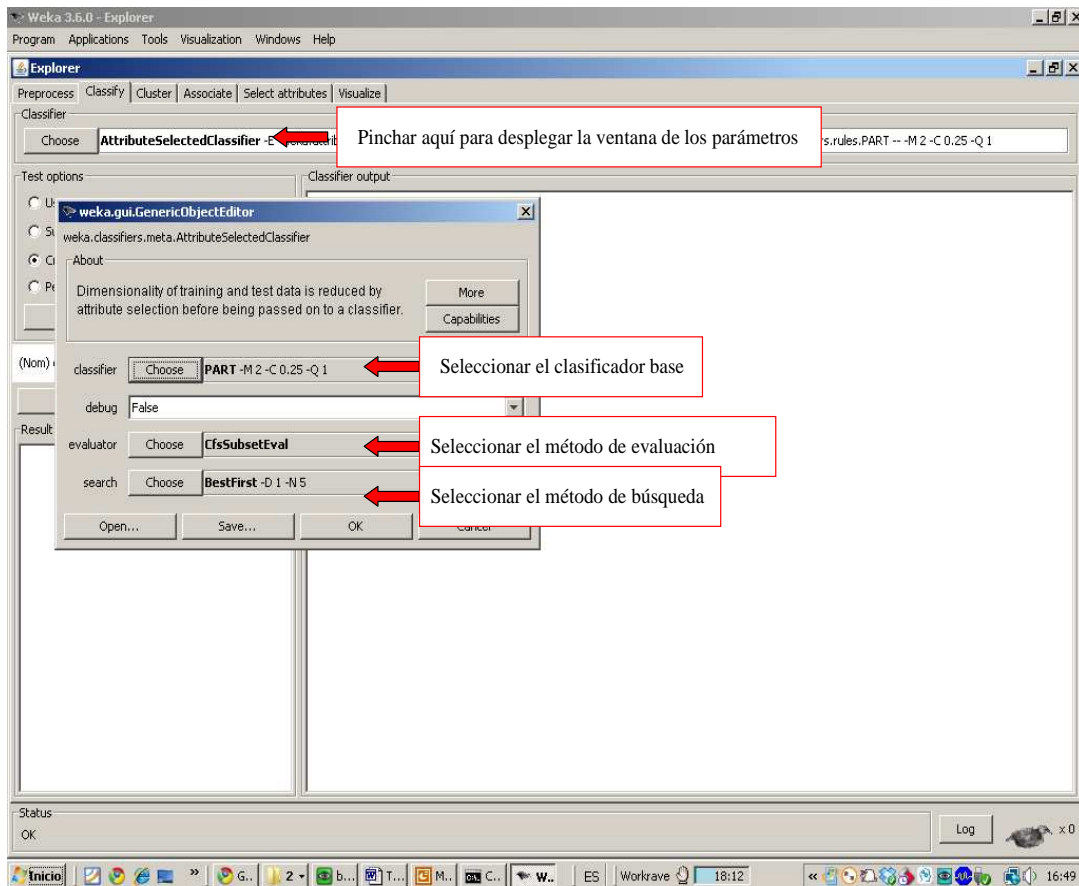 Weka 3.6.0 - Explorer
Program Applications Tools Visualization Windows Help
Explorer
Preprocess Classify Cluster Associate Select attributes Visualize
Classifier
Choose AttributeSelectedClassifier -E
Pinchar aquí para desplegar la ventana de los parámetros
rs.rules.PART -- -M 2 -C 0.25 -Q 1
Test options
Classifier output
weka.gui.GenericObjectEditor
weka.classifiers.meta.AttributeSelectedClassifier
About
Dimensionality of training and test data is reduced by
attribute selection before being passed on to a classifier.
More
Capabilities
(Nom)
classifier Choose PART -M 2 -C 0.25 -Q 1
Seleccionar el clasificador base
debug False
Result
evaluator Choose CfsSubsetEval
Seleccionar el método de evaluación
search Choose BestFirst -D 1 -N 5
Seleccionar el método de búsqueda
Open... Save... OK Cancel
Status
OK
Log
x 0
Inicio » G.. 2 b... T... M.. C.. W.. ES Workrave 18:12 « 16:49